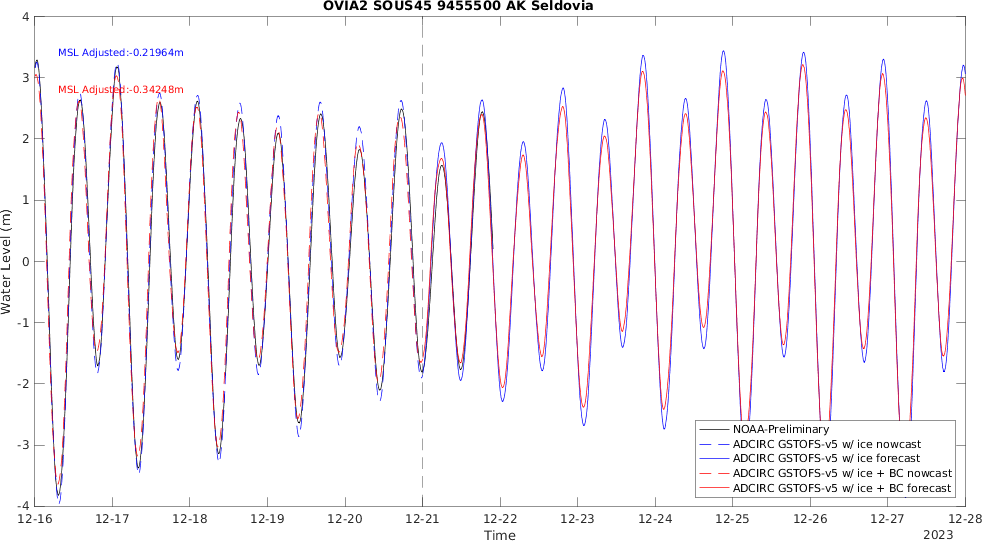 OVIA2 SOUS45 9455500 AK Seldovia
MSL Adjusted:-0.21964m
MSL Adjusted:-0.34248m
Water Level (m)
4
3
2
1
0
-1
-2
-3
-4
NOAA-Preliminary
ADCIRC GSTOFS-v5 w/ ice nowcast
ADCIRC GSTOFS-v5 w/ ice forecast
ADCIRC GSTOFS-v5 w/ ice + BC nowcast
ADCIRC GSTOFS-v5 w/ ice + BC forecast
12-16 12-17 12-18 12-19 12-20 12-21 12-22 12-23 12-24 12-25 12-26 12-27 12-28
Time
2023